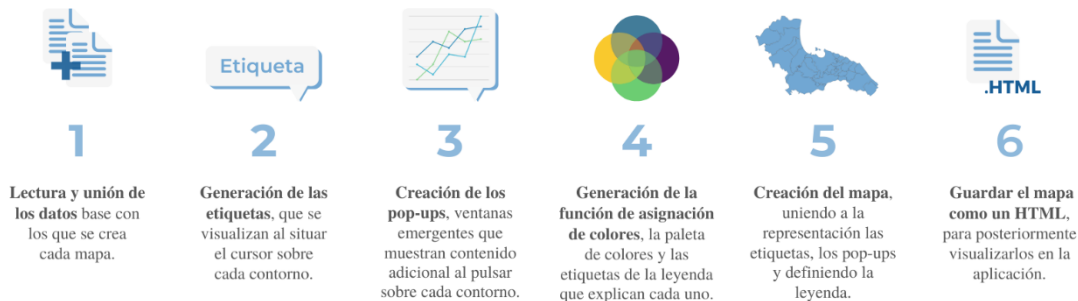 Etiqueta
.HTML
1
2
3
4
5
6
Lectura y unión de
los datos base con
los que se crea
cada mapa.
Generación de las
etiquetas, que se
visualizan al situar
el cursor sobre
cada contorno.
Creación de los
pop-ups, ventanas
emergentes que
muestran contenido
adicional al pulsar
sobre cada contorno.
Generación de la
función de asignación
de colores, la paleta
de colores y las
etiquetas de la leyenda
que explican cada uno.
Creación del mapa,
uniendo a la
representación las
etiquetas, los pop-ups
y definiendo la
leyenda.
Guardar el mapa
como un HTML,
para posteriormente
visualizarlos en la
aplicación.